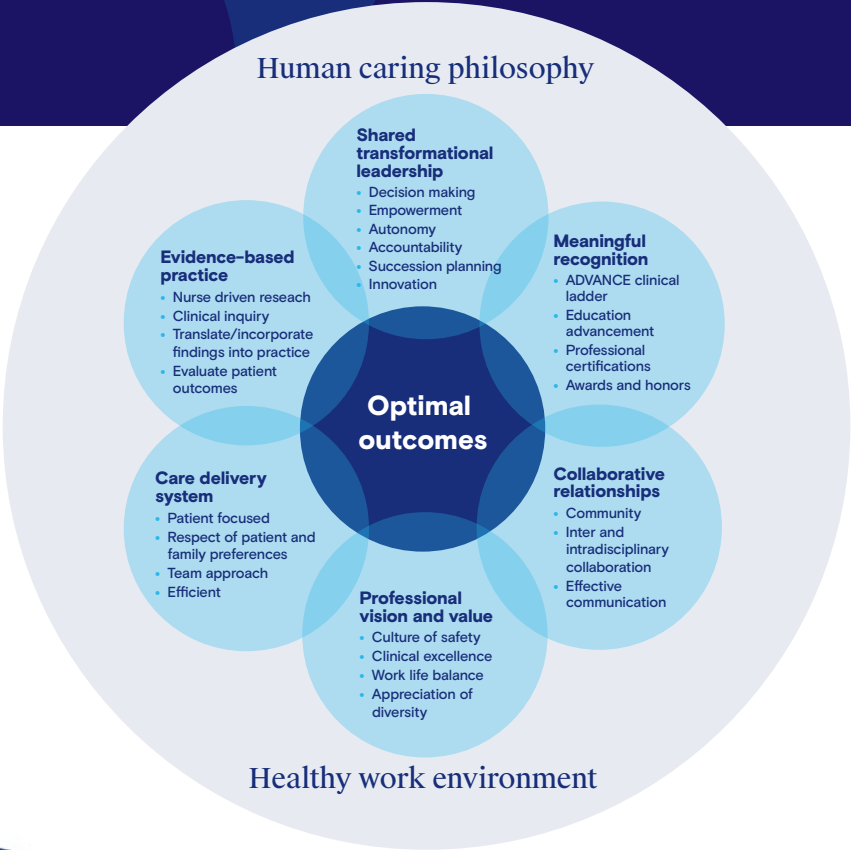 Human caring philosophy
Shared
transformational
leadership
• Decision making
• Empowerment
• Autonomy
• Accountability
• Succession planning
• Innovation
Meaningful
recognition
• ADVANCE clinical
ladder
• Education
advancement
• Professional
certifications
• Awards and honors
Evidence-based
practice
• Nurse driven reseach
• Clinical inquiry
• Translate/incorporate
findings into practice
• Evaluate patient
outcomes
Optimal
outcomes
Care delivery
system
• Patient focused
• Respect of patient and
family preferences
• Team approach
• Efficient
Collaborative
relationships
• Community
• Inter and
intradisciplinary
collaboration
• Effective
communication
Professional
vision and value
• Culture of safety
• Clinical excellence
• Work life balance
• Appreciation of
diversity
Healthy work environment